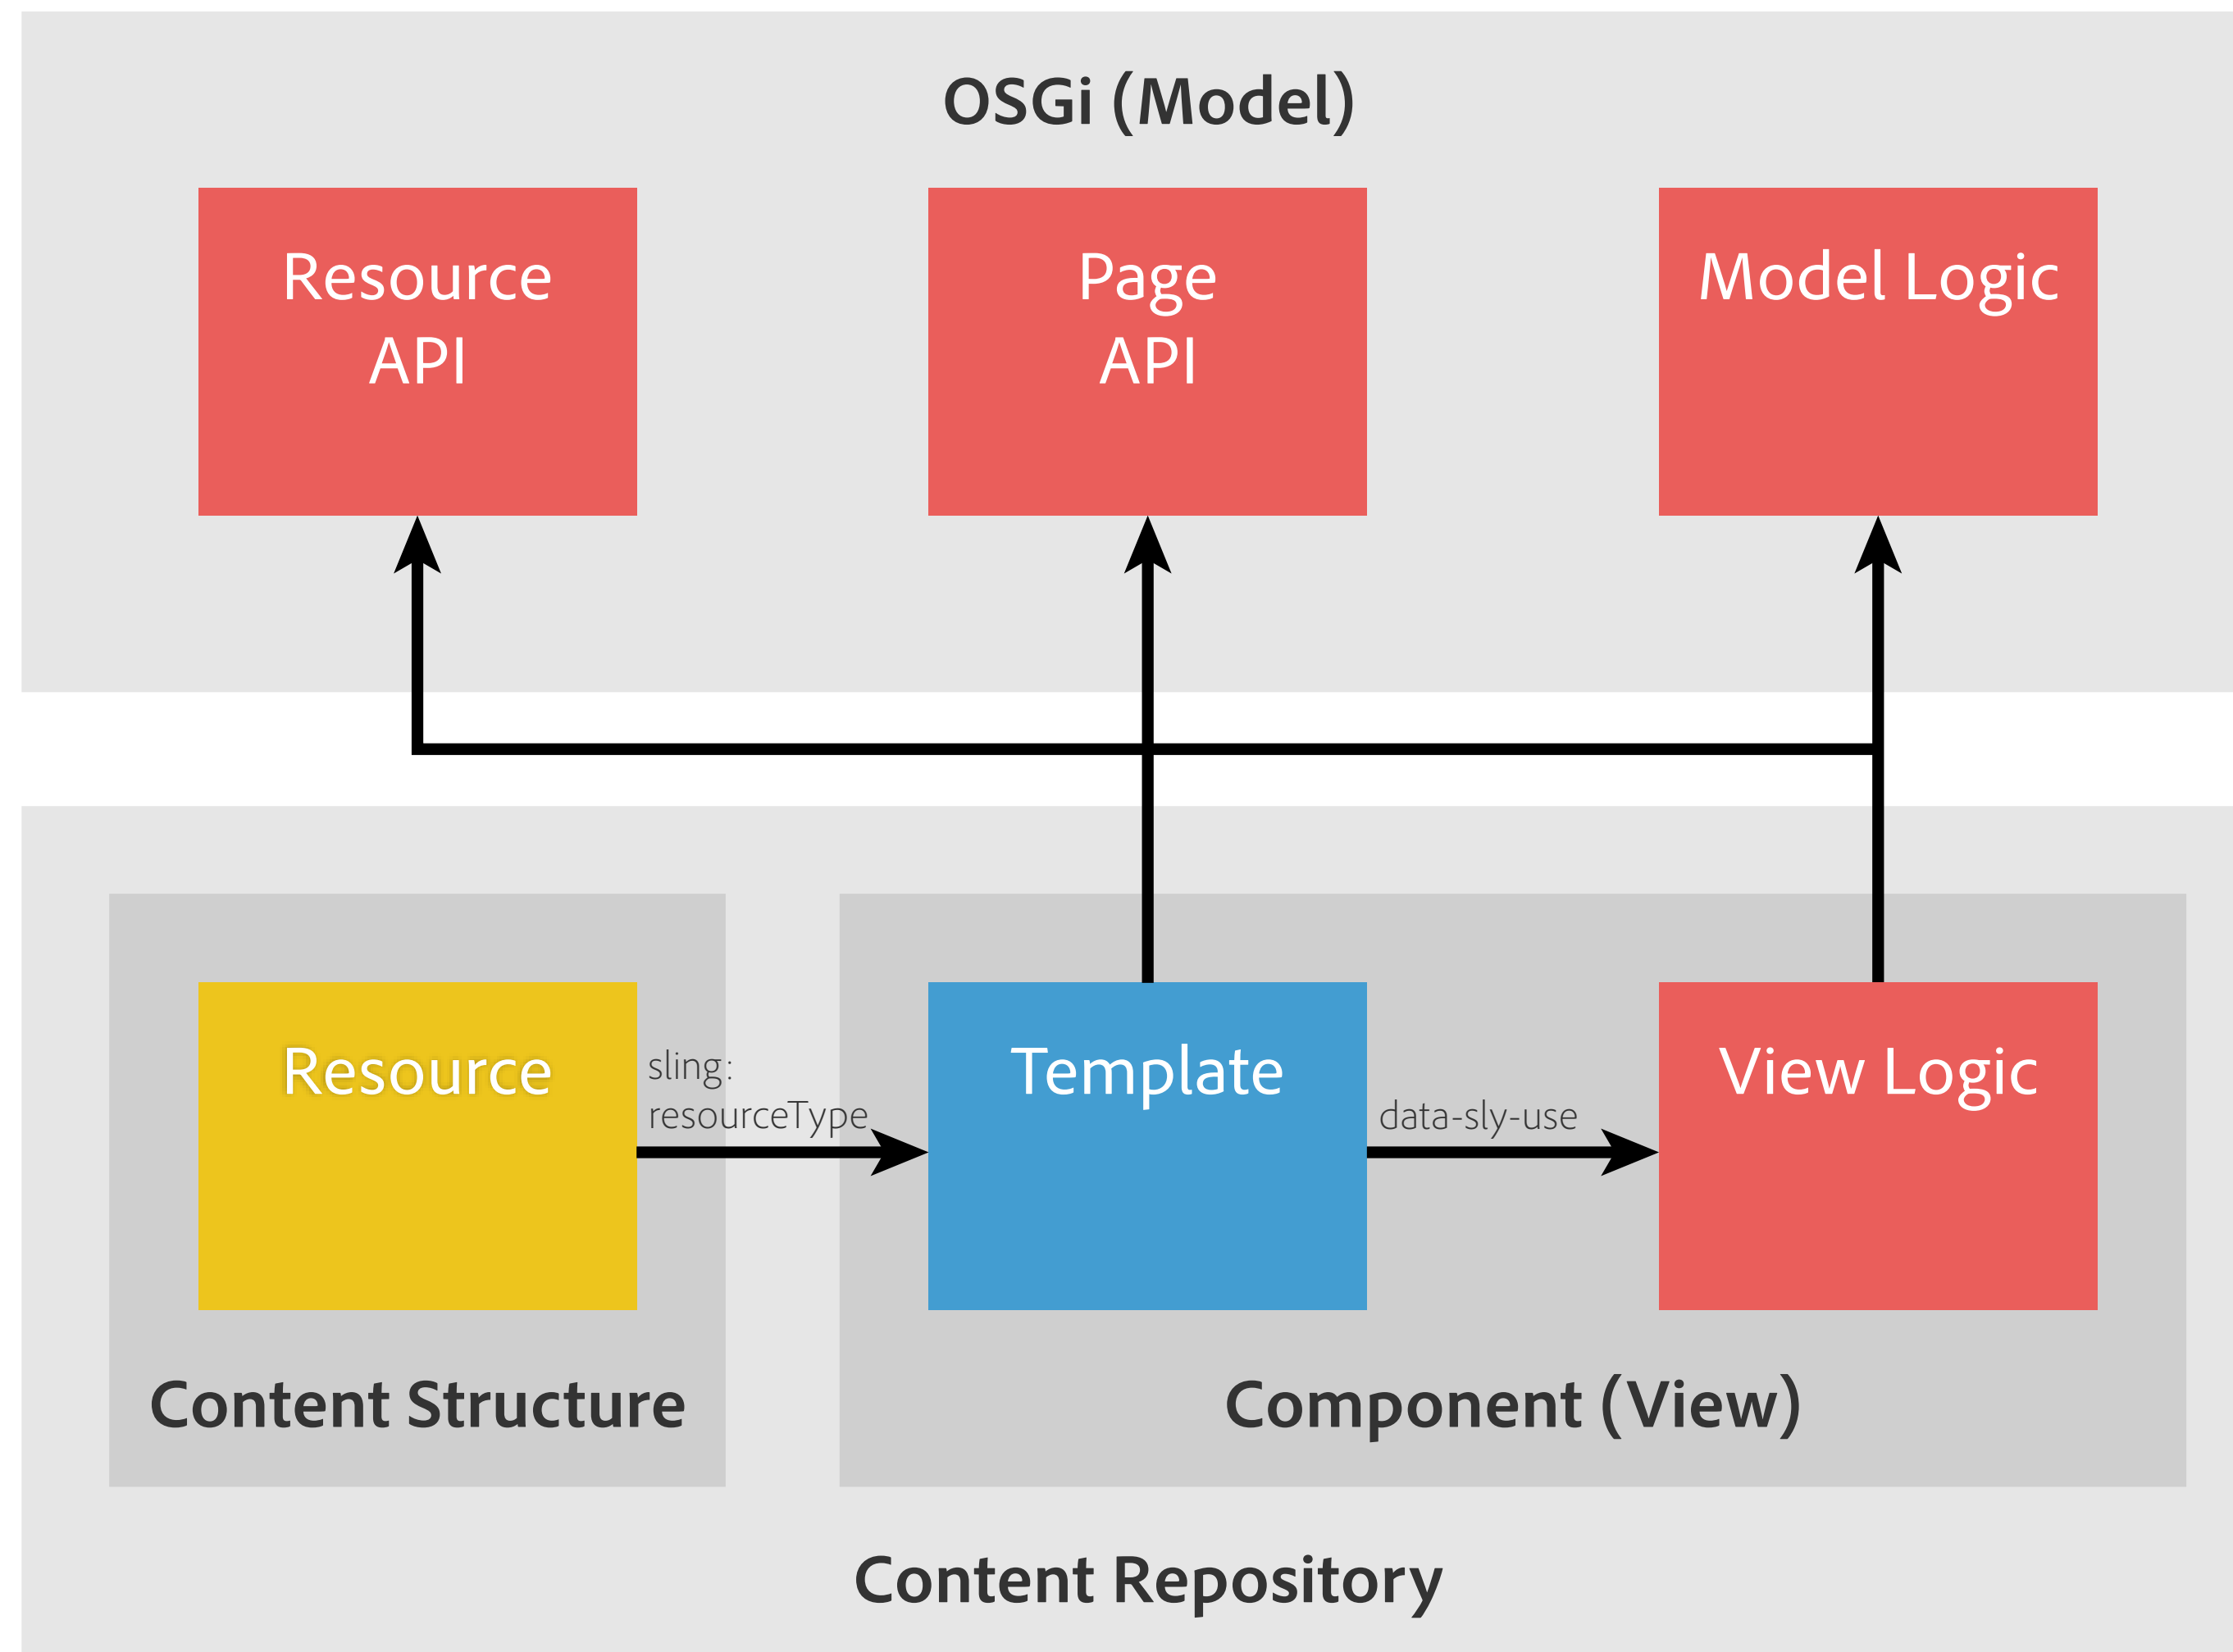 OSGi (Model)
Resource
API
Page
API
Model Logic
Resource
sling:
resourceType
Template
data-sly-use
View Logic
Content Structure
Component (View)
Content Repository